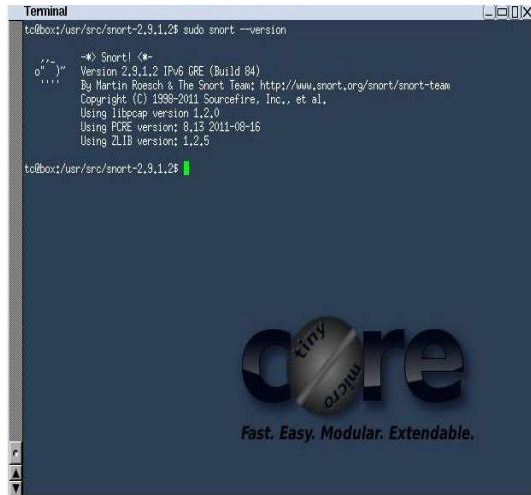 Terminal
tc@box:/usr/src/snort-2.9.1.2$ sudo snort --version
,,_ -*> Snort! <*-
o" )~ Version 2.9.1.2 IPv6 GRE (Build 84)
'''' By Martin Roesch & The Snort Team: http://www.snort.org/snort/snort-team
Copyright (C) 1998-2011 Sourcefire, Inc., et al.
Using libpcap version 1.2.0
Using PCRE version: 8.13 2011-08-16
Using ZLIB version: 1.2.5
tc@box:/usr/src/snort-2.9.1.2$
core
tiny
micro
Fast. Easy. Modular. Extendable.